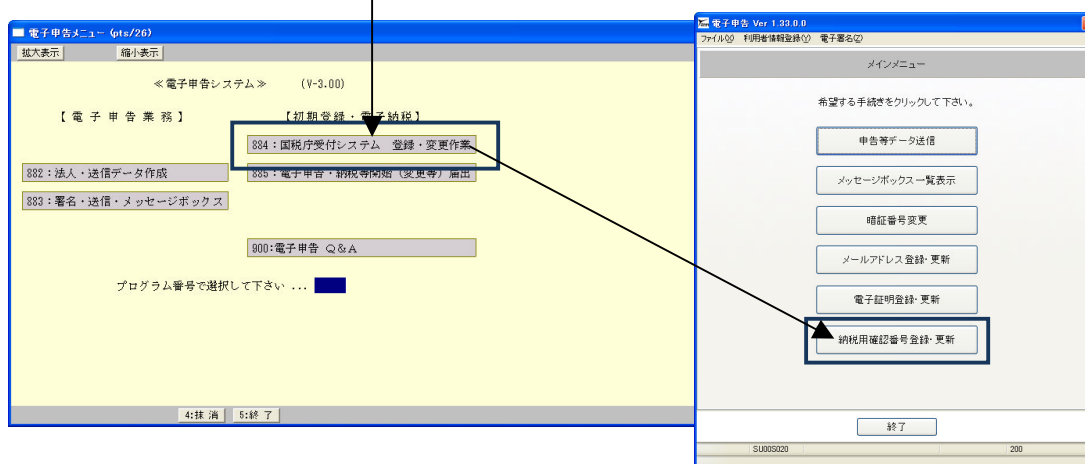 電子申告メニュー (pts/26)
拡大表示 縮小表示
≪電子申告システム≫ (V-3.00)
【電子申告業務】 【初期登録・電子納税】
884:国税庁受付システム 登録・変更作業
882:法人・送信データ作成 885:電子申告・納税等開始(変更等)届出
883:署名・送信・メッセージボックス
900:電子申告 Q&A
プログラム番号で選択して下さい ...
4:抹 消 5:終 了
電子申告 Ver 1.33.0.0
ファイル(X) 利用者情報登録(Y) 電子署名(Z)
メインメニュー
希望する手続きをクリックして下さい。
申告等データ送信
メッセージボックス一覧表示
暗証番号変更
メールアドレス登録・更新
電子証明登録・更新
納税用確認番号登録・更新
終了
SU00S020 200